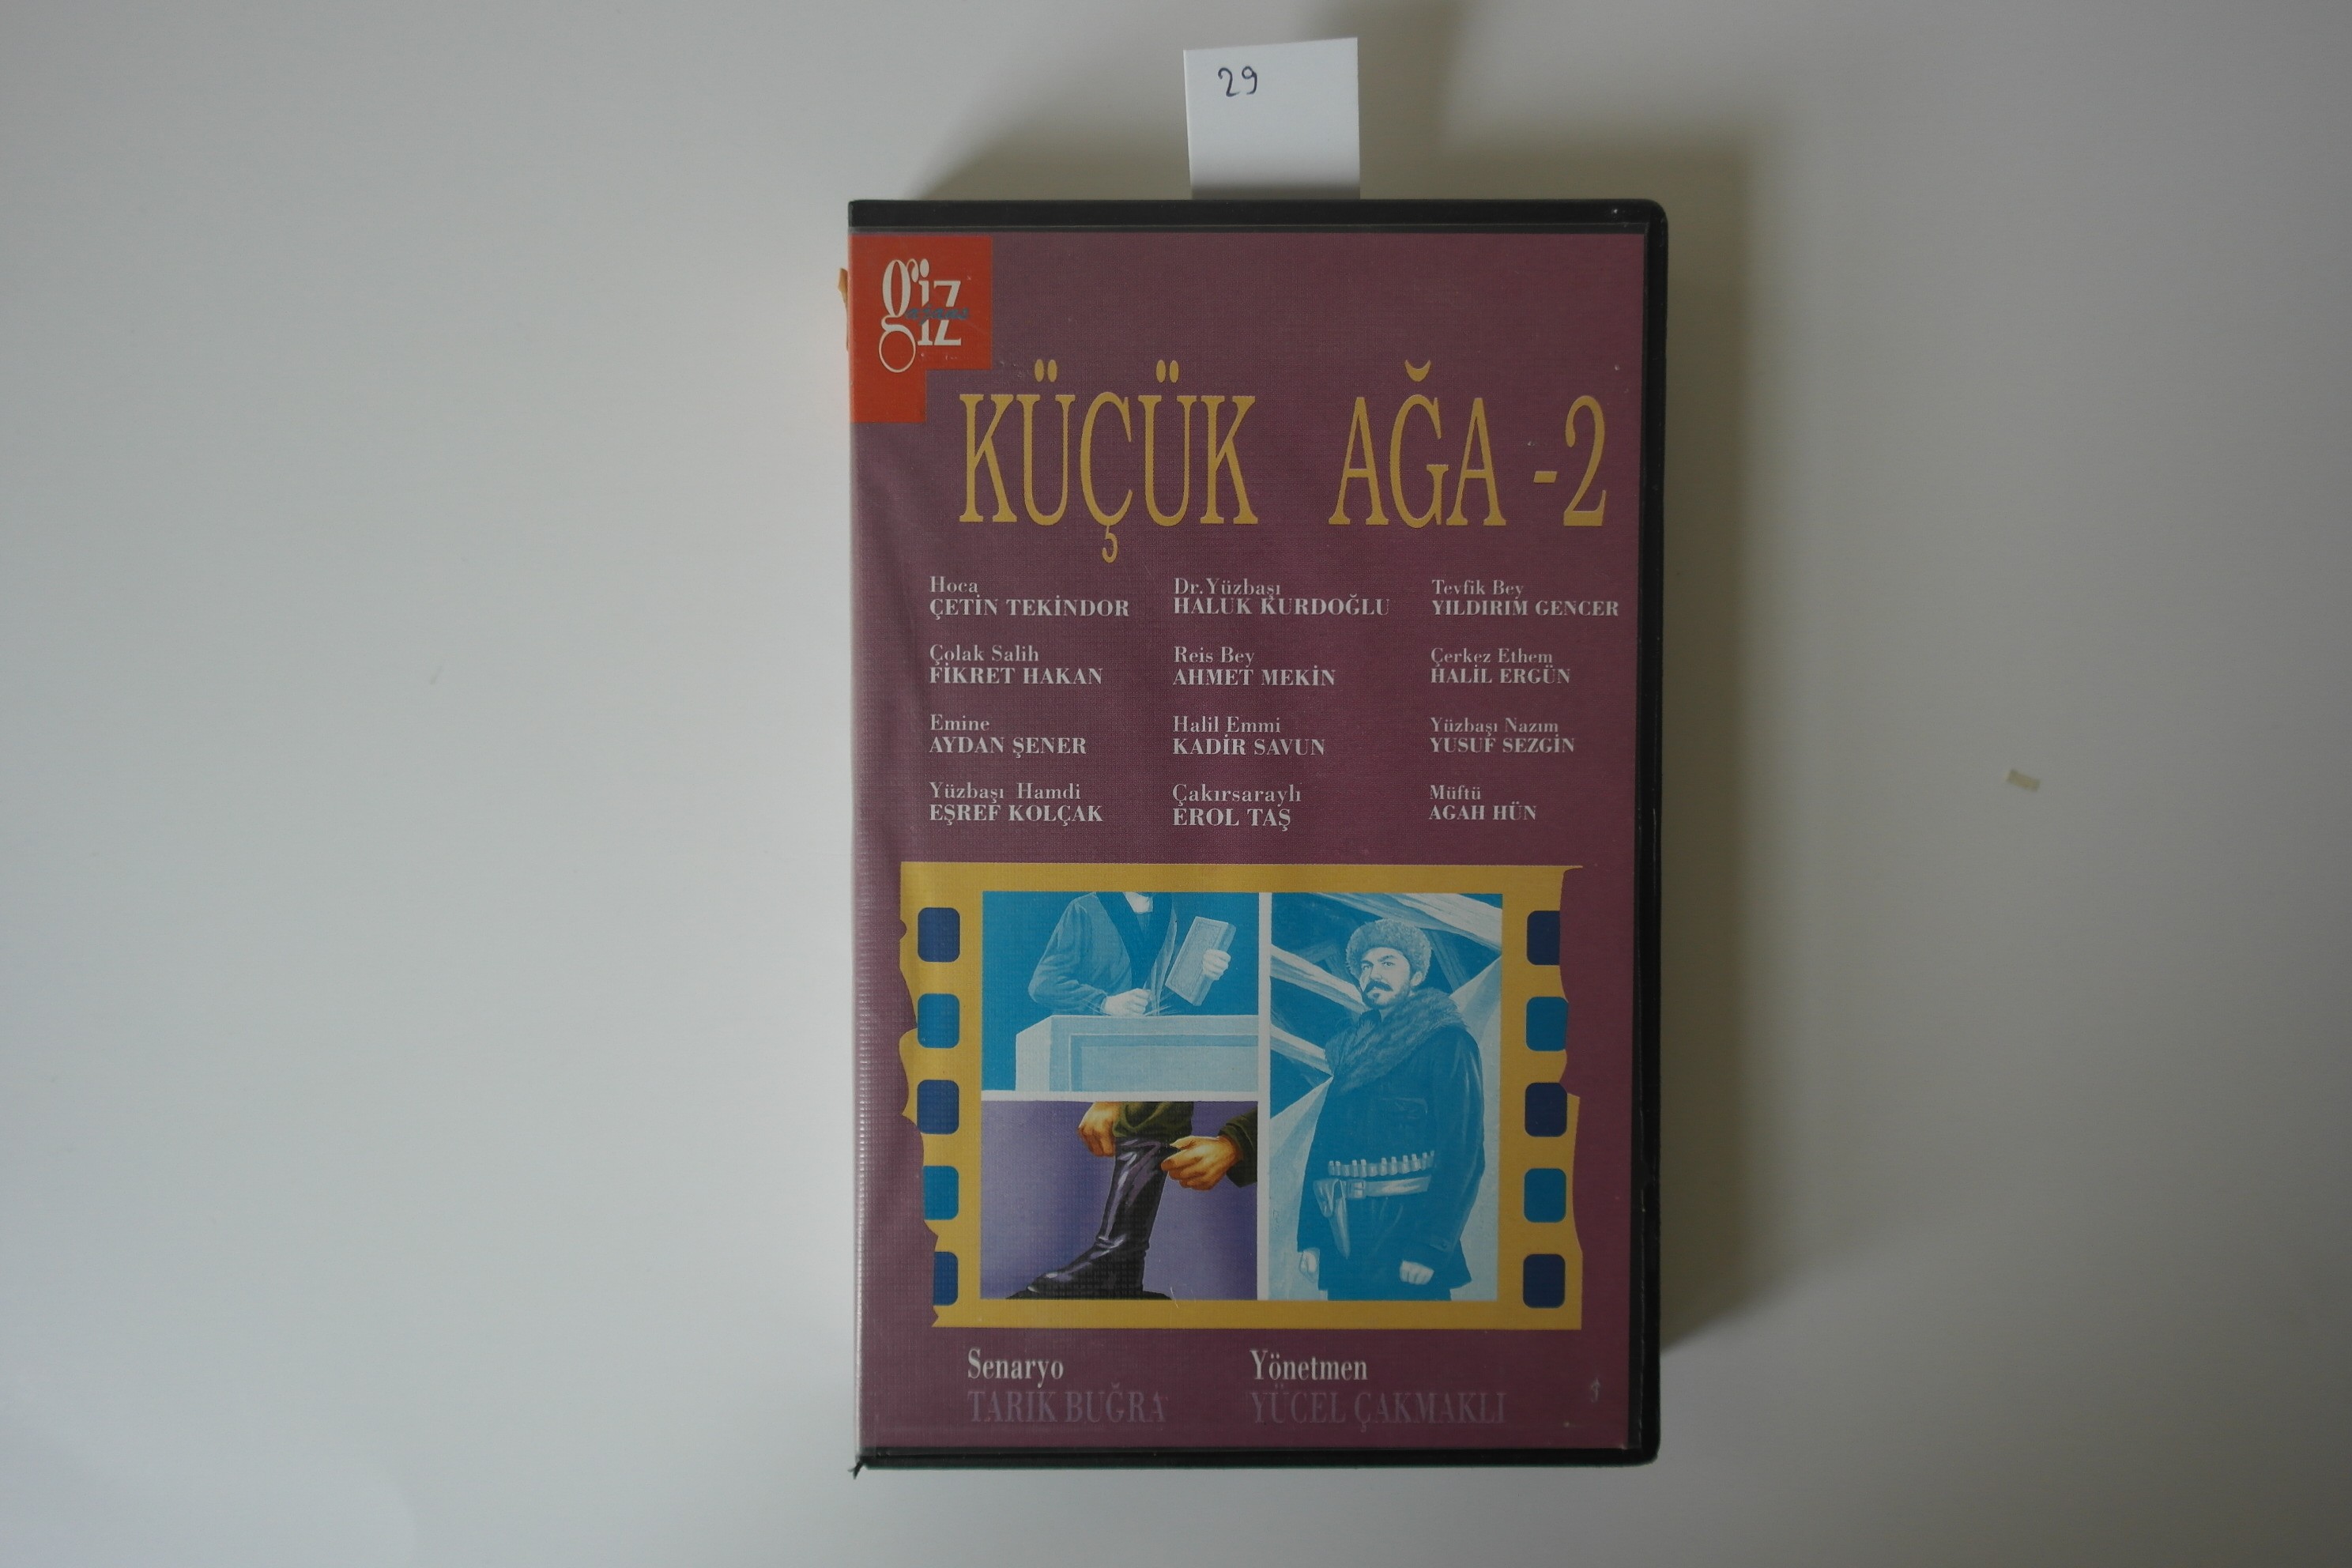 29
giz
KÜÇÜK AĞA -2
Hoca
ÇETİN TEKİNDOR
Dr. Yüzbaşı
HALUK KURDOĞLU
Tevfik Bey
YILDIRIM GENCER
Çolak Salih
FİKRET HAKAN
Reis Bey
AHMET MEKİN
Çerkez Ethem
HALİL ERGÜN
Emine
AYDAN ŞENER
Halil Emmi
KADİR SAVUN
Yüzbaşı Nazım
YUSUF SEZGİN
Yüzbaşı Hamdi
EŞREF KOLÇAK
Çakırsaraylı
EROL TAŞ
Müftü
AGAH HÜN
Senaryo
TARIK BUĞRA
Yönetmen
YÜCEL ÇAKMAKLI